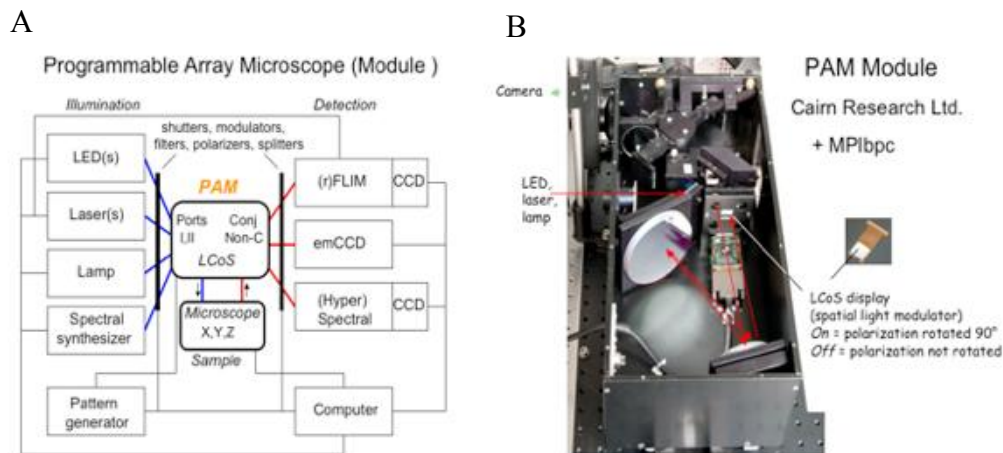 A
Programmable Array Microscope (Module )
Illumination
Detection
shutters, modulators,
filters, polarizers, splitters
LED(s)
Laser(s)
Lamp
Spectral
synthesizer
PAM
Ports
I,II
Conj
Non-C
LCoS
(r)FLIM
CCD
emCCD
(Hyper)
Spectral
CCD
Microscope
X,Y,Z
Sample
Pattern
generator
Computer
B
PAM Module
Cairn Research Ltd.
+ MPIbpc
Camera
LED,
laser,
lamp
LCoS display
(spatial light modulator)
On = polarization rotated 90°
Off = polarization not rotated